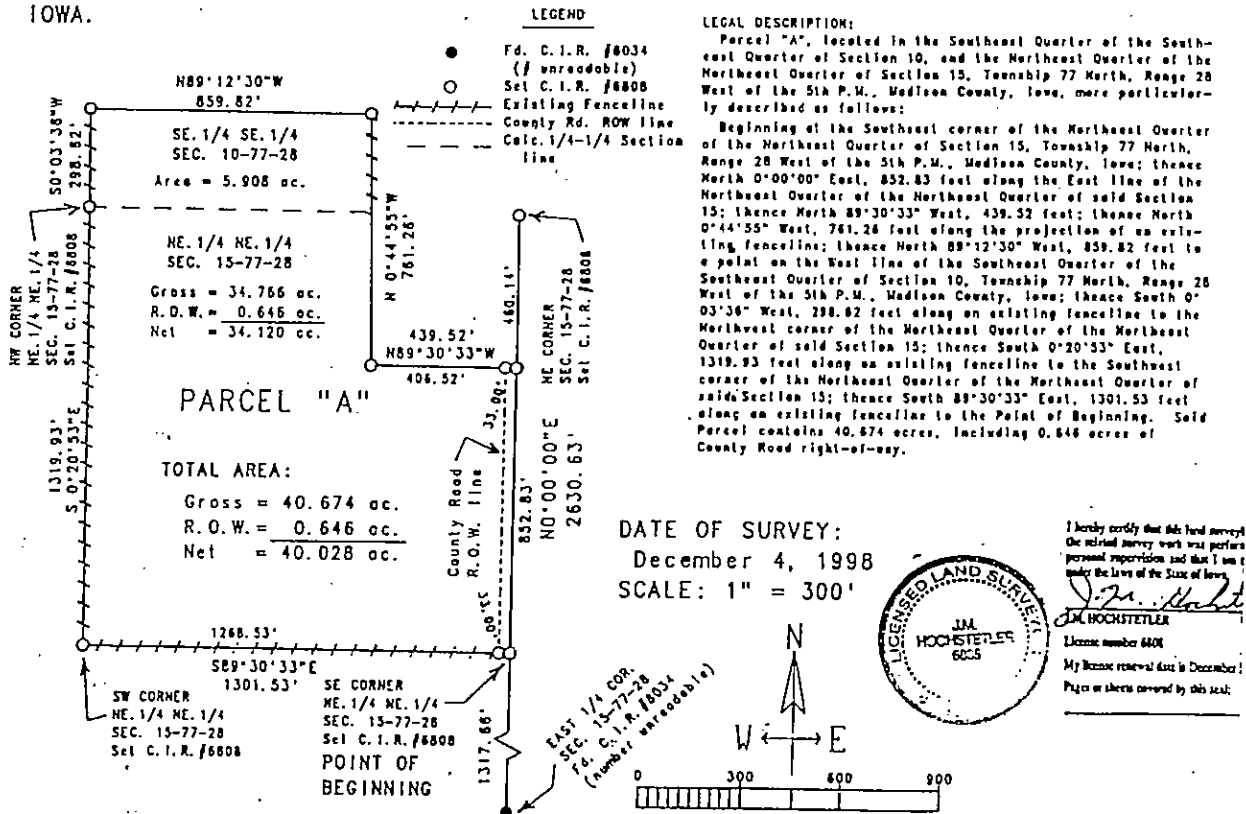 IOWA.
LEGEND
Fd. C.I.R. #6034
(# unreadable)
Set C.I.R. #6808
Existing Fenceline
County Rd. ROW line
Calc. 1/4-1/4 Section
line
N89°12'30"W
859.82'
SE. 1/4 SE. 1/4
SEC. 10-77-28
Area = 5.908 ac.
S0°03'36"W
298.62'
NW CORNER
NE. 1/4 NE. 1/4
SEC. 15-77-28
Set C.I.R. #6808
NE. 1/4 NE. 1/4
SEC. 15-77-28
Gross = 34.766 ac.
R.O.W. = 0.646 ac.
Net = 34.120 ac.
N 0°44'55"W
761.26'
460.14'
NE CORNER
SEC. 15-77-28
Set C.I.R. #6808
439.52'
N89°30'33"W
406.52'
PARCEL "A"
33.00'
1319.93'
S 0°20'53"E
TOTAL AREA:
Gross = 40.674 ac.
R.O.W. = 0.646 ac.
Net = 40.028 ac.
County Road
R.O.W. line
852.83'
N0°00'00"E
2630.63'
33.00'
1268.53'
S89°30'33"E
1301.53'
SW CORNER
NE. 1/4 NE. 1/4
SEC. 15-77-28
Set C.I.R. #6808
SE CORNER
NE. 1/4 NE. 1/4
SEC. 15-77-28
Set C.I.R. #6808
POINT OF
BEGINNING
1317.66'
EAST 1/4 COR.
SEC. 15-77-28
Fd. C.I.R. #6034
(number unreadable)
LEGAL DESCRIPTION:
Parcel "A", located in the Southeast Quarter of the South-
east Quarter of Section 10, and the Northeast Quarter of the
Northeast Quarter of Section 15, Township 77 North, Range 28
West of the 5th P.M., Madison County, Iowa, more particular-
ly described as follows:
Beginning at the Southeast corner of the Northeast Quarter
of the Northeast Quarter of Section 15, Township 77 North,
Range 28 West of the 5th P.M., Madison County, Iowa; thence
North 0°00'00" East, 852.83 feet along the East line of the
Northeast Quarter of the Northeast Quarter of said Section
15; thence North 89°30'33" West, 439.52 feet; thence North
0°44'55" West, 761.26 feet along the projection of an exis-
ting fenceline; thence North 89°12'30" West, 859.82 feet to
a point on the West line of the Southeast Quarter of the
Southeast Quarter of Section 10, Township 77 North, Range 28
West of the 5th P.M., Madison County, Iowa; thence South 0°
03'36" West, 298.62 feet along an existing fenceline to the
Northwest corner of the Northeast Quarter of the Northeast
Quarter of said Section 15; thence South 0°20'53" East,
1319.93 feet along an existing fenceline to the Southwest
corner of the Northeast Quarter of the Northeast Quarter of
said Section 15; thence South 89°30'33" East, 1301.53 feet
along an existing fenceline to the Point of Beginning. Said
Parcel contains 40.674 acres, including 0.646 acres of
County Road right-of-way.
DATE OF SURVEY:
December 4, 1998
SCALE: 1" = 300'
N
W E
0 300 600 900
LICENSED LAND SURVEY
J.M.
HOCHSTETLER
I hereby certify that this land
the related survey work was
personal supervision and that I am
under the laws of the State of Iowa
J.M. HOCHSTETLER
License number 6808
My license renewal date is December
Pages or sheets covered by this seal: